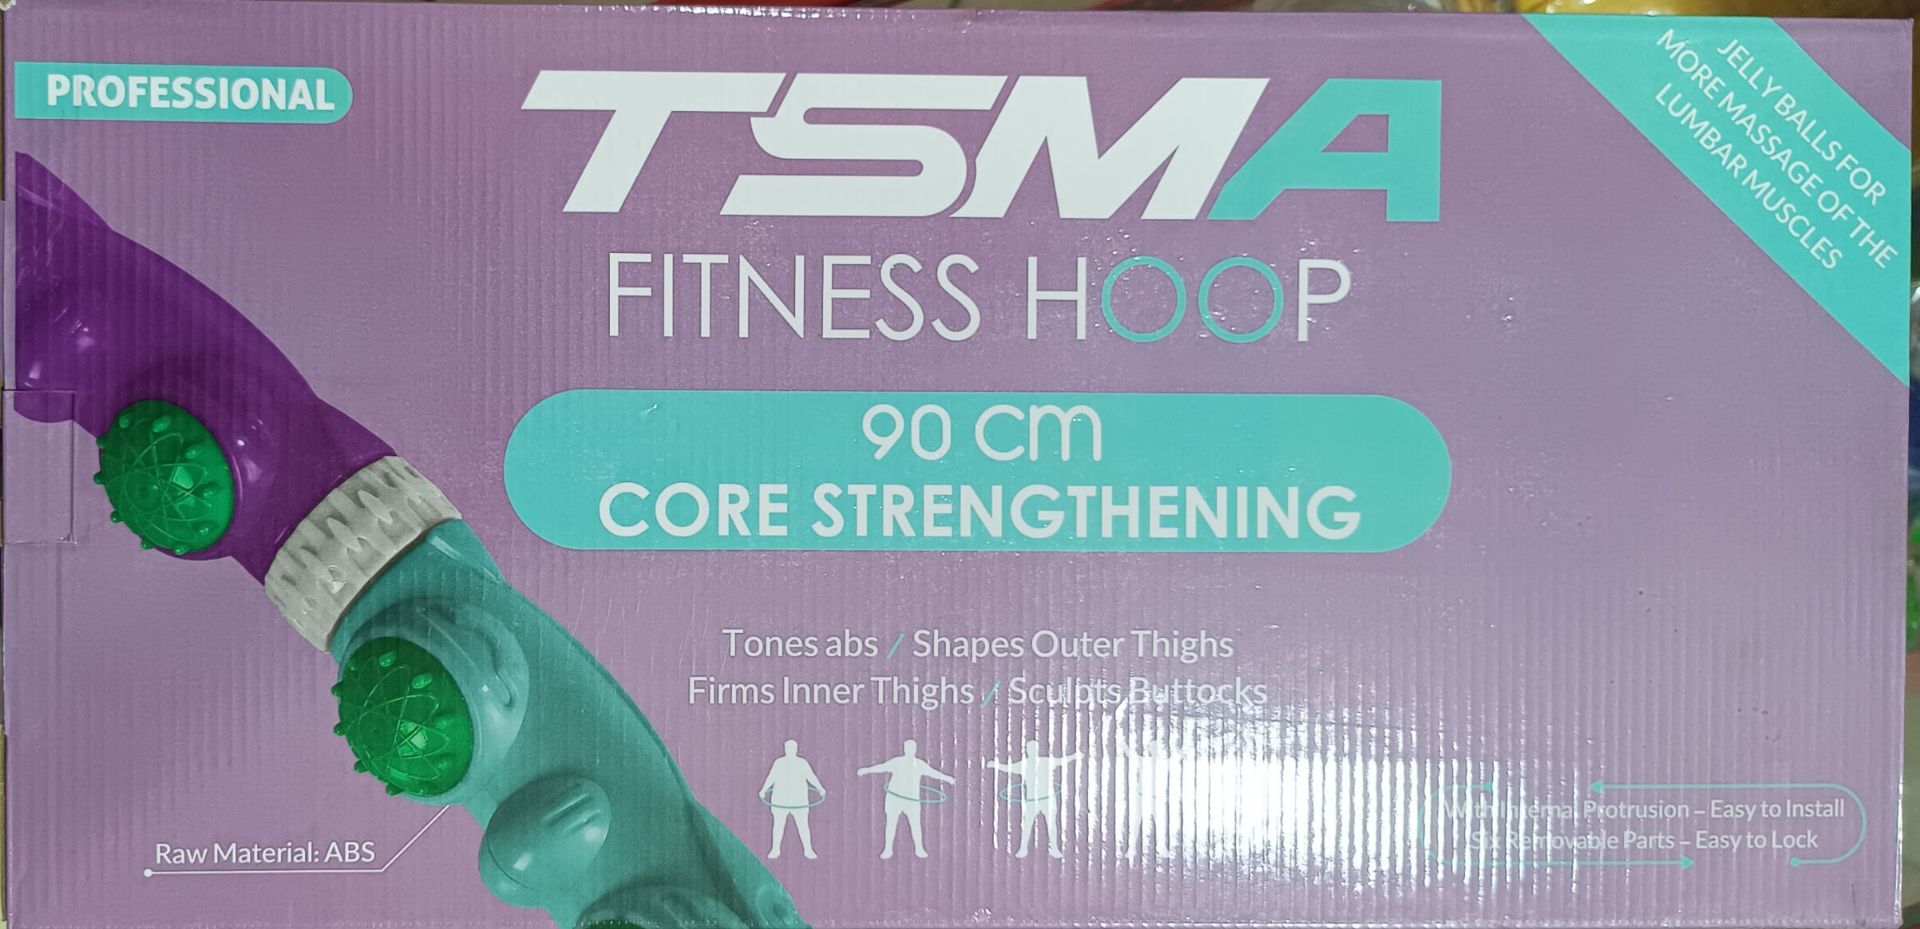 PROFESSIONAL
TSMA
FITNESS HOOP
90 cm
CORE STRENGTHENING
JELLY BALLS FOR
MORE MASSAGE OF THE
LUMBAR MUSCLES
Tones abs / Shapes Outer Thighs
Firms Inner Thighs / Sculpts Buttocks
Raw Material: ABS
With Internal Protrusion – Easy to Install
Six Removable Parts – Easy to Lock